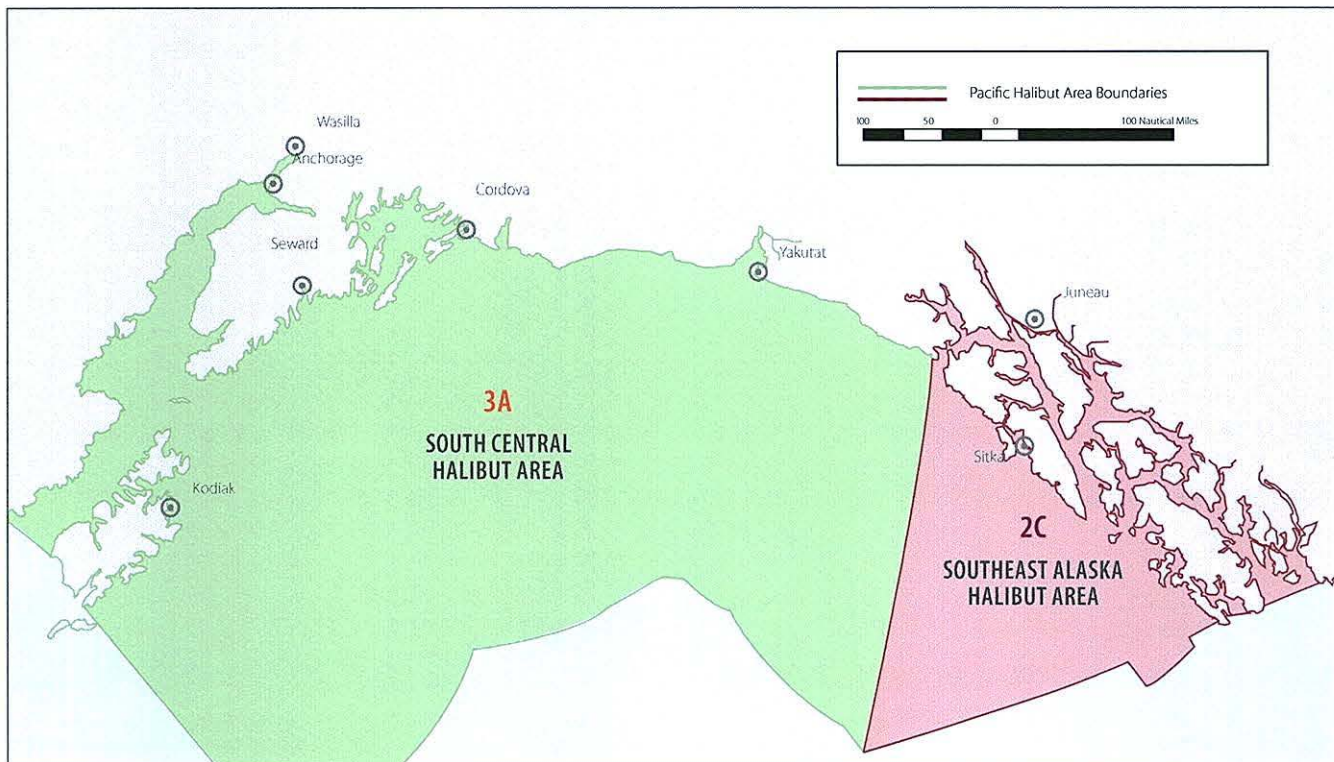 Pacific Halibut Area Boundaries
100 50 0 100 Nautical Miles
Wasilla
Anchorage
Cordova
Seward
Yakutat
Juneau
3A
SOUTH CENTRAL
HALIBUT AREA
Sitka
Kodiak
2C
SOUTHEAST ALASKA
HALIBUT AREA